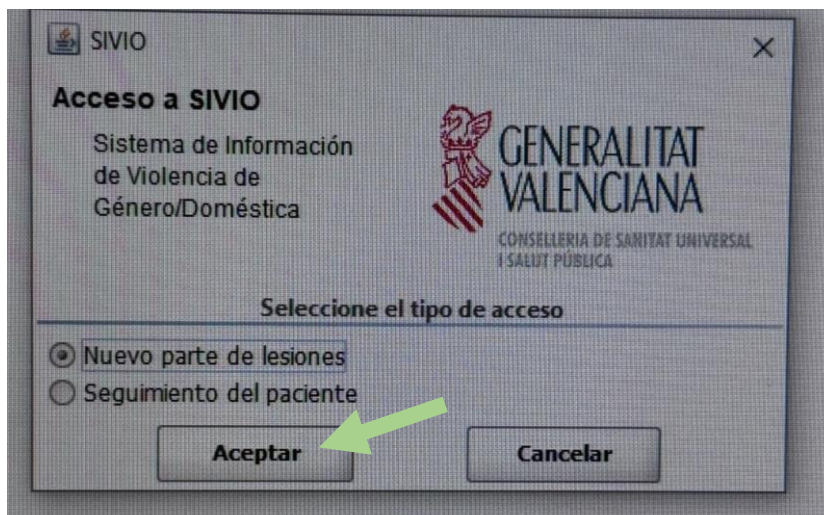 SIVIO
Acceso a SIVIO
Sistema de Información
de Violencia de
Género/Doméstica
GENERALITAT
VALENCIANA
CONSELLERIA DE SANITAT UNIVERSAL
I SALUT PÚBLICA
Seleccione el tipo de acceso
Nuevo parte de lesiones
Seguimiento del paciente
Aceptar
Cancelar